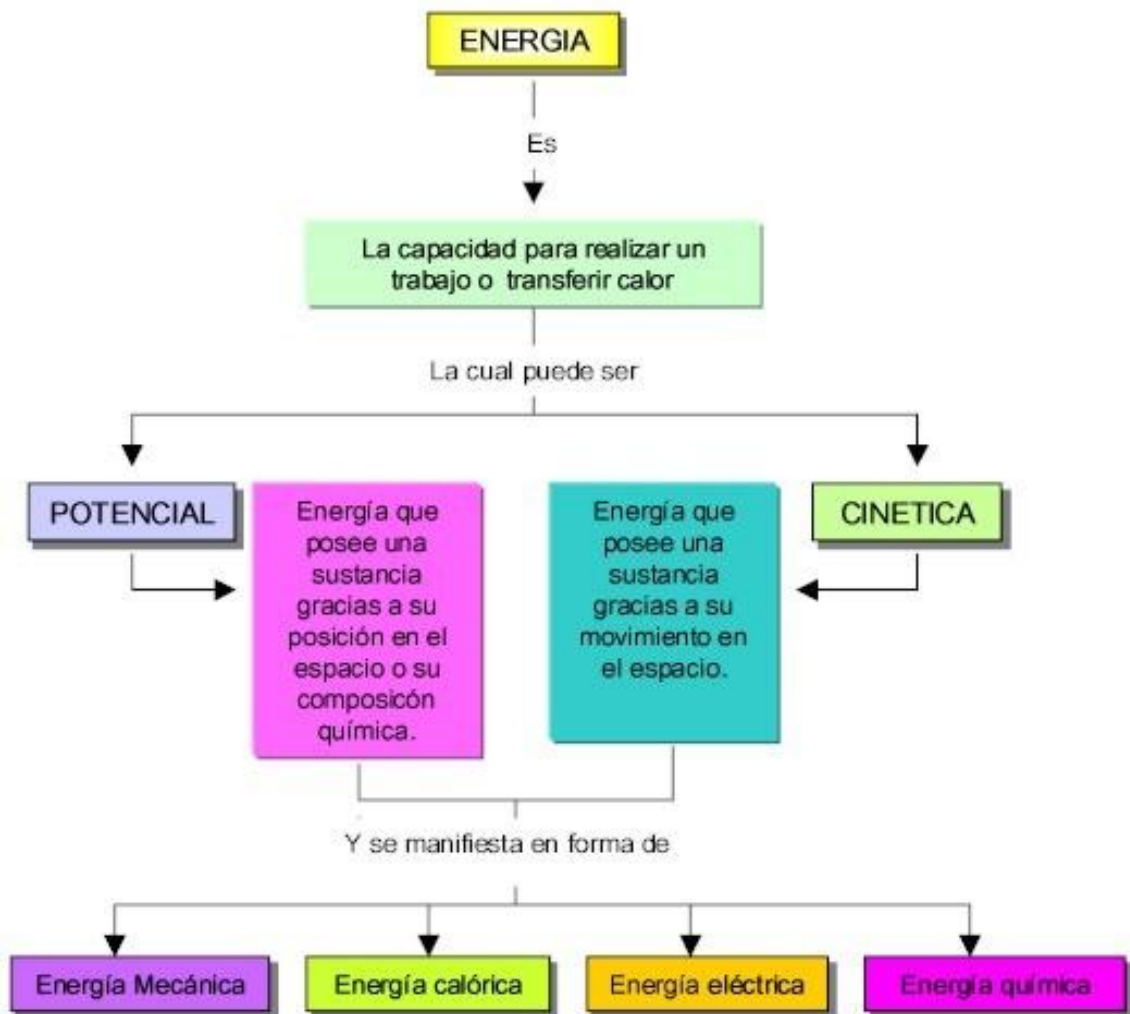 ENERGIA
Es
La capacidad para realizar un
trabajo o transferir calor
La cual puede ser
POTENCIAL
Energía que
posee una
sustancia
gracias a su
posición en el
espacio o su
composicón
química.
Energía que
posee una
sustancia
gracias a su
movimiento en
el espacio.
CINETICA
Y se manifiesta en forma de
Energía Mecánica
Energía calórica
Energía eléctrica
Energía química